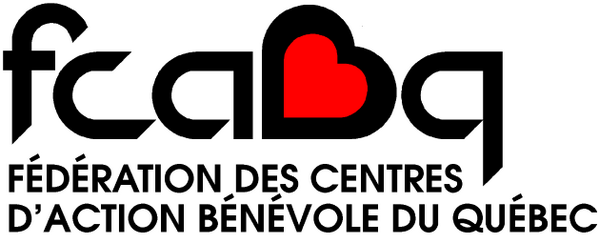 fcaBq
FÉDÉRATION DES CENTRES
D'ACTION BÉNÉVOLE DU QUÉBEC